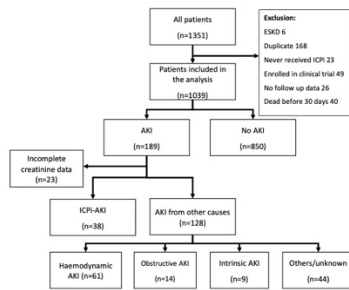 All patients
(n=1351)
Exclusion:
ESKD 6
Duplicate 168
Never received ICPi 23
Enrolled in clinical trial 49
No follow up data 26
Dead before 30 days 40
Patients included in
the analysis
(n=1039)
AKI
(n=189)
No AKI
(n=850)
Incomplete
creatinine data
(n=23)
ICPi-AKI
(n=38)
AKI from other causes
(n=128)
Haemodynamic
AKI (n=61)
Obstructive AKI
(n=14)
Intrinsic AKI
(n=9)
Others/unknown
(n=44)